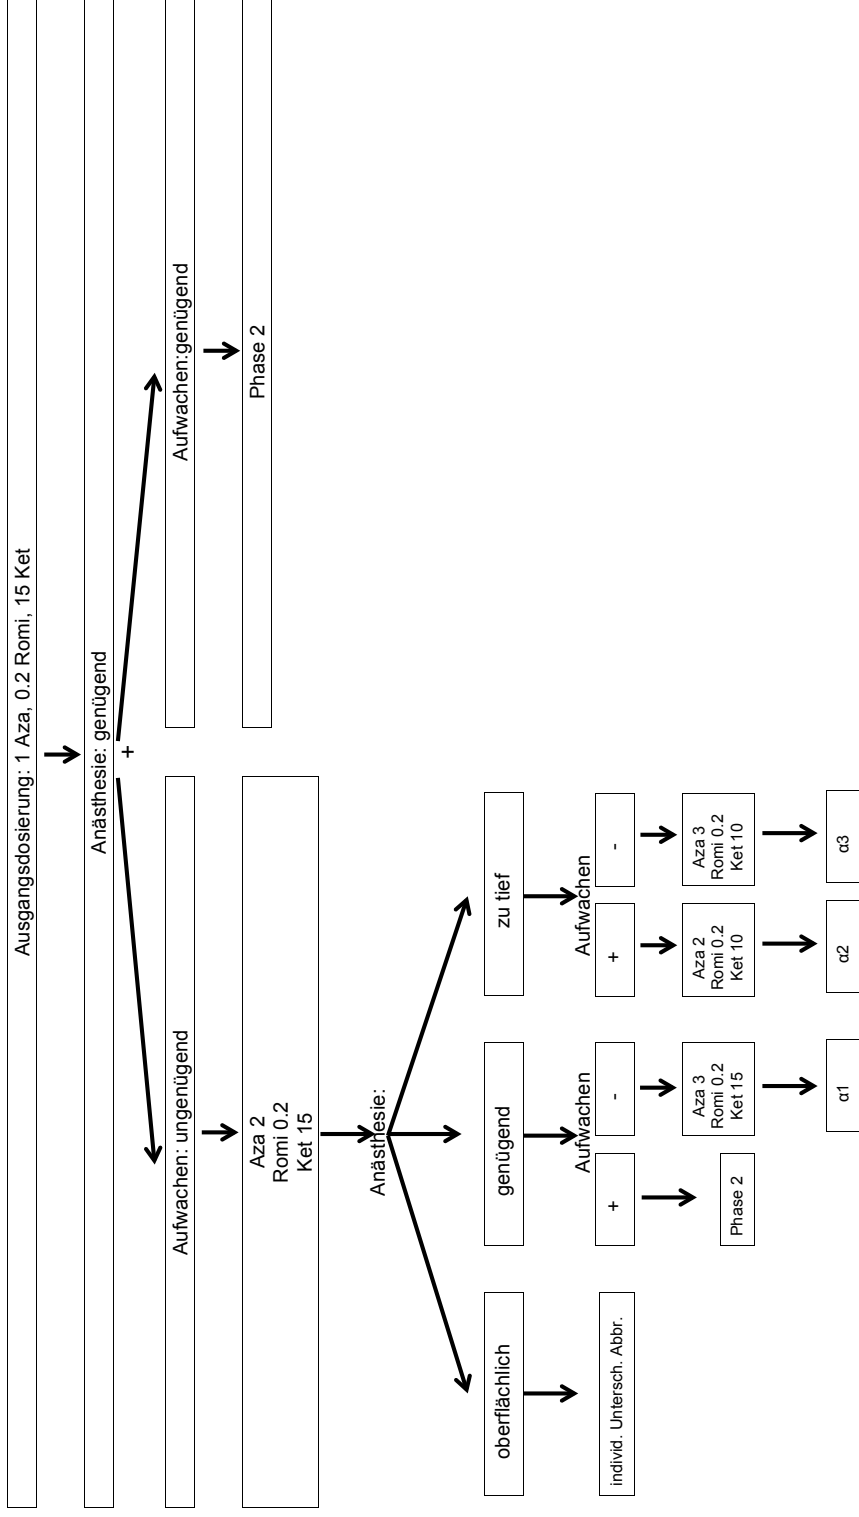 Ausgangsdosierung: 1 Aza, 0.2 Romi, 15 Ket
Anästhesie: genügend
+
Aufwachen: ungenügend
Aufwachen:genügend
Aza 2
Romi 0.2
Ket 15
Phase 2
Anästhesie:
oberflächlich
genügend
zu tief
individ. Untersch. Abbr.
Aufwachen
+
-
Aufwachen
+
-
Phase 2
Aza 3
Romi 0.2
Ket 15
Aza 2
Romi 0.2
Ket 10
Aza 3
Romi 0.2
Ket 10
α1
α2
α3